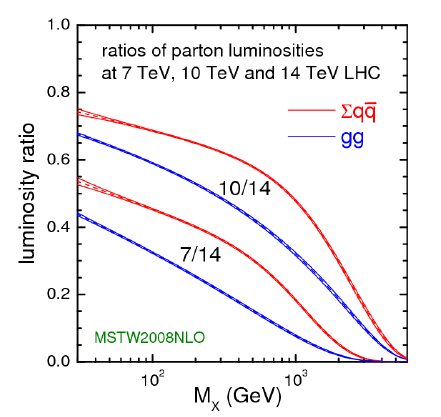 ratios of parton luminosities
at 7 TeV, 10 TeV and 14 TeV LHC
Σqq̅
gg
10/14
7/14
MSTW2008NLO
luminosity ratio
1.0
0.8
0.6
0.4
0.2
0.0
10²
10³
M_X (GeV)